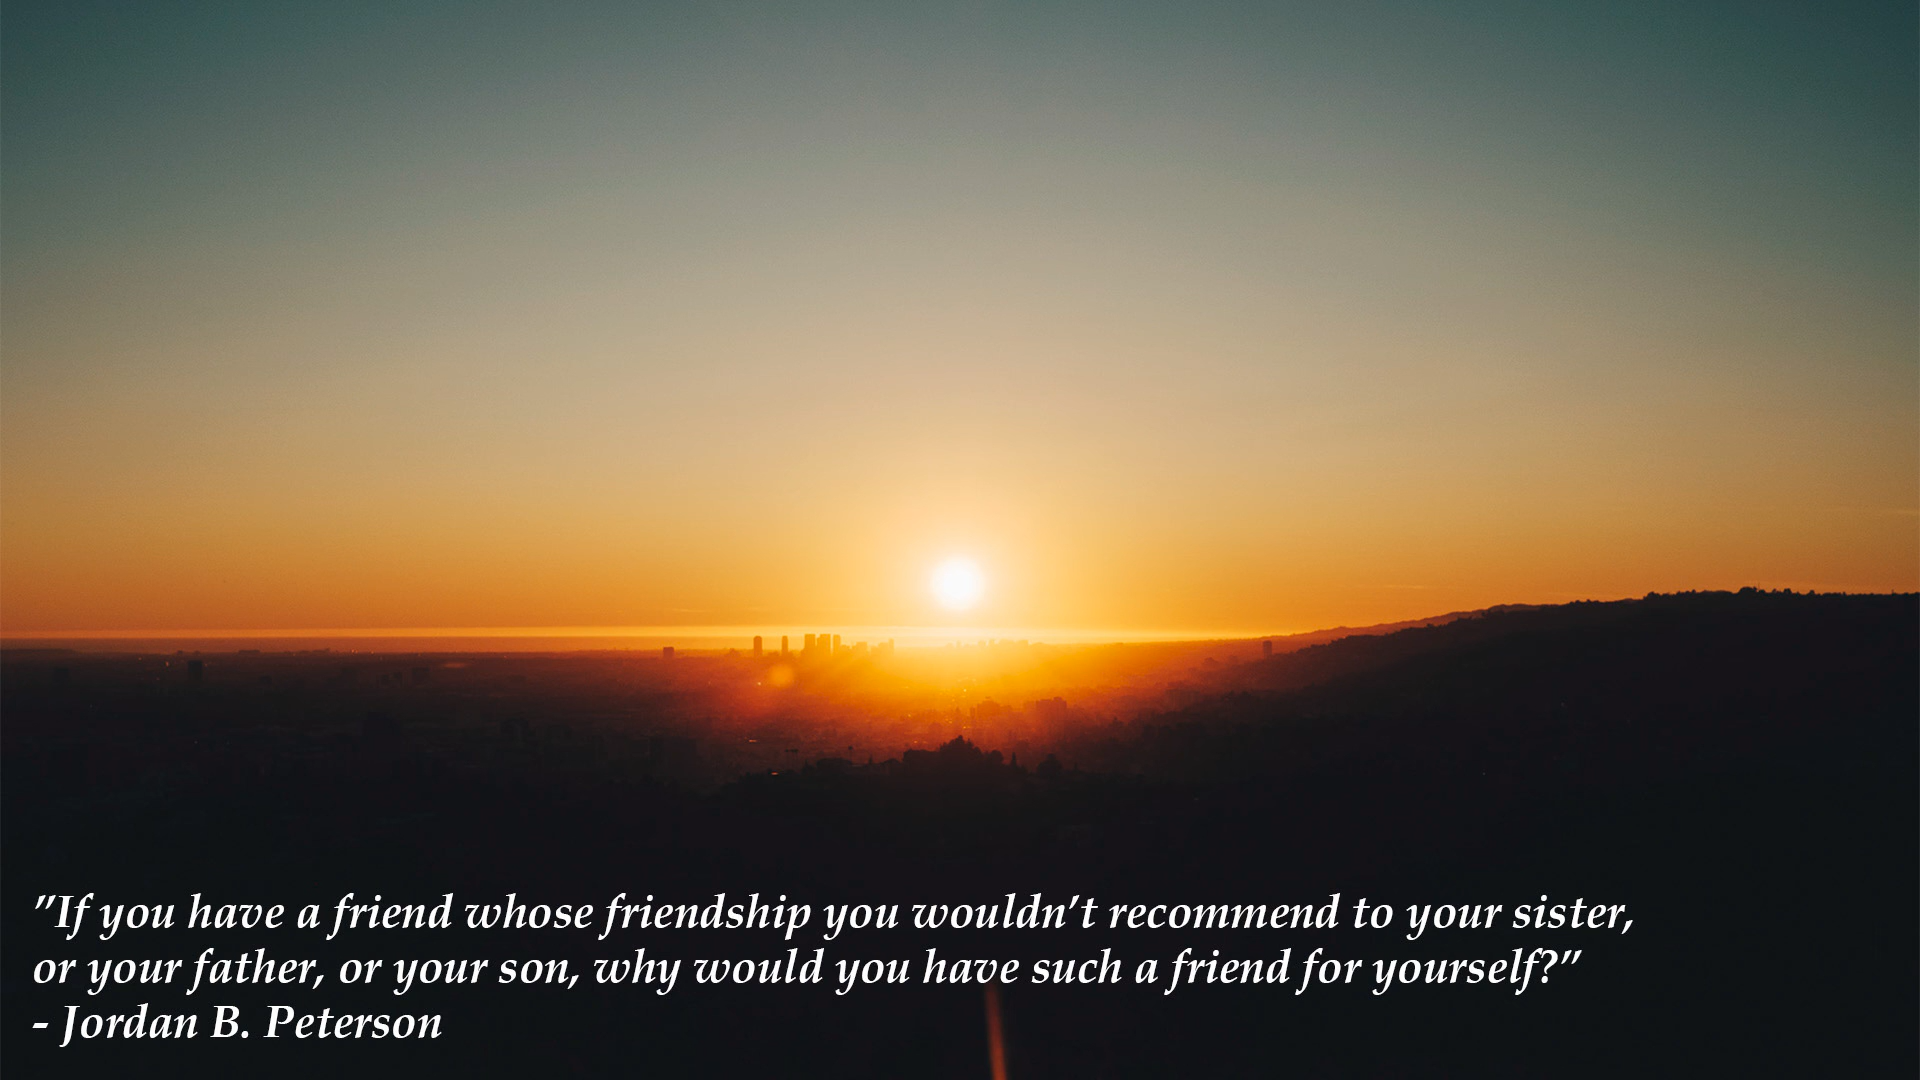 ”If you have a friend whose friendship you wouldn’t recommend to your sister,
or your father, or your son, why would you have such a friend for yourself?”
- Jordan B. Peterson